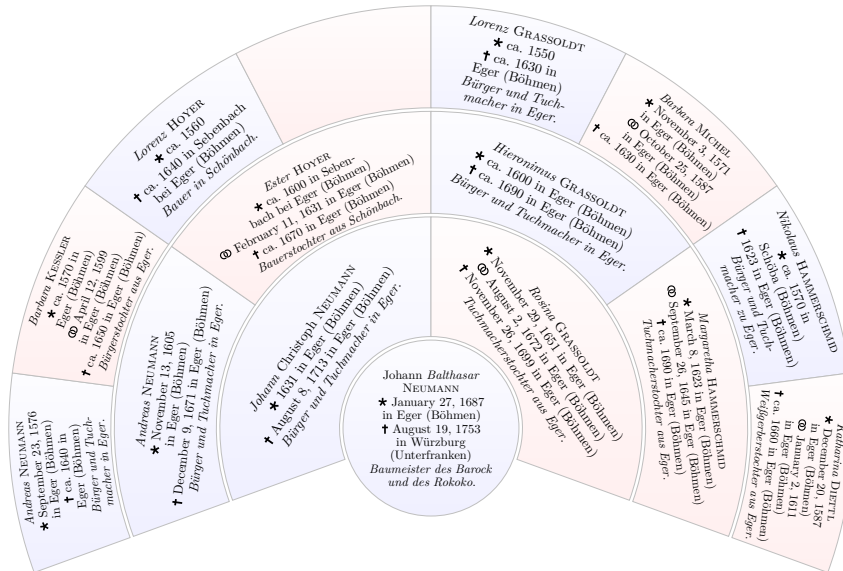 Lorenz GRASSOLDT
* ca. 1550
† ca. 1630 in
Eger (Böhmen)
Bürger und Tuch-
macher in Eger.
Lorenz HOYER
* ca. 1560
† ca. 1640 in Sebenbach
bei Eger (Böhmen)
Bauer in Schönbach.
Barbara MICHEL
* November 3, 1571
in Eger (Böhmen)
⚭ October 25, 1587
in Eger (Böhmen)
† ca. 1630 in Eger (Böhmen)
Ester HOYER
* ca. 1600 in Seben-
bach bei Eger (Böhmen)
⚭ February 11, 1631 in Eger (Böhmen)
† ca. 1670 in Eger (Böhmen)
Bauerstochter aus Schönbach.
Hieronimus GRASSOLDT
* ca. 1600 in Eger (Böhmen)
† ca. 1690 in Eger (Böhmen)
Bürger und Tuchmacher in Eger.
Barbara KESSLER
* ca. 1570 in
Eger (Böhmen)
⚭ April 12, 1599
in Eger (Böhmen)
† ca. 1650 in Eger (Böhmen)
Bürgerstochter aus Eger.
Nikolaus HAMMERSCHMID
* ca. 1570 in
Schöba (Böhmen)
† 1623 in Eger (Böhmen)
Bürger und Tuch-
macher zu Eger.
Andreas NEUMANN
* November 13, 1605
in Eger (Böhmen)
† December 9, 1671 in Eger (Böhmen)
Bürger und Tuchmacher in Eger.
Johann Christoph NEUMANN
* 1631 in Eger (Böhmen)
† August 8, 1713 in Eger (Böhmen)
Bürger und Tuchmacher in Eger.
Rosina GRASSOLDT
* November 29, 1651 in Eger (Böhmen)
⚭ August 2, 1672 in Eger (Böhmen)
† November 26, 1699 in Eger (Böhmen)
Tuchmacherstochter aus Eger.
Margaretha HAMMERSCHMID
* March 8, 1623 in Eger (Böhmen)
⚭ September 26, 1645 in Eger (Böhmen)
† ca. 1690 in Eger (Böhmen)
Tuchmacherstochter aus Eger.
Andreas NEUMANN
* September 23, 1576
in Eger (Böhmen)
† ca. 1640 in
Eger (Böhmen)
Bürger und Tuch-
macher in Eger.
Johann Balthasar
NEUMANN
* January 27, 1687
in Eger (Böhmen)
† August 19, 1753
in Würzburg
(Unterfranken)
Baumeister des Barock
und des Rokoko.
Katharina DIETTL
* December 20, 1587
in Eger (Böhmen)
⚭ January 2, 1611
in Eger (Böhmen)
† ca. 1660 in Eger (Böhmen)
Weißgerberstochter aus Eger.